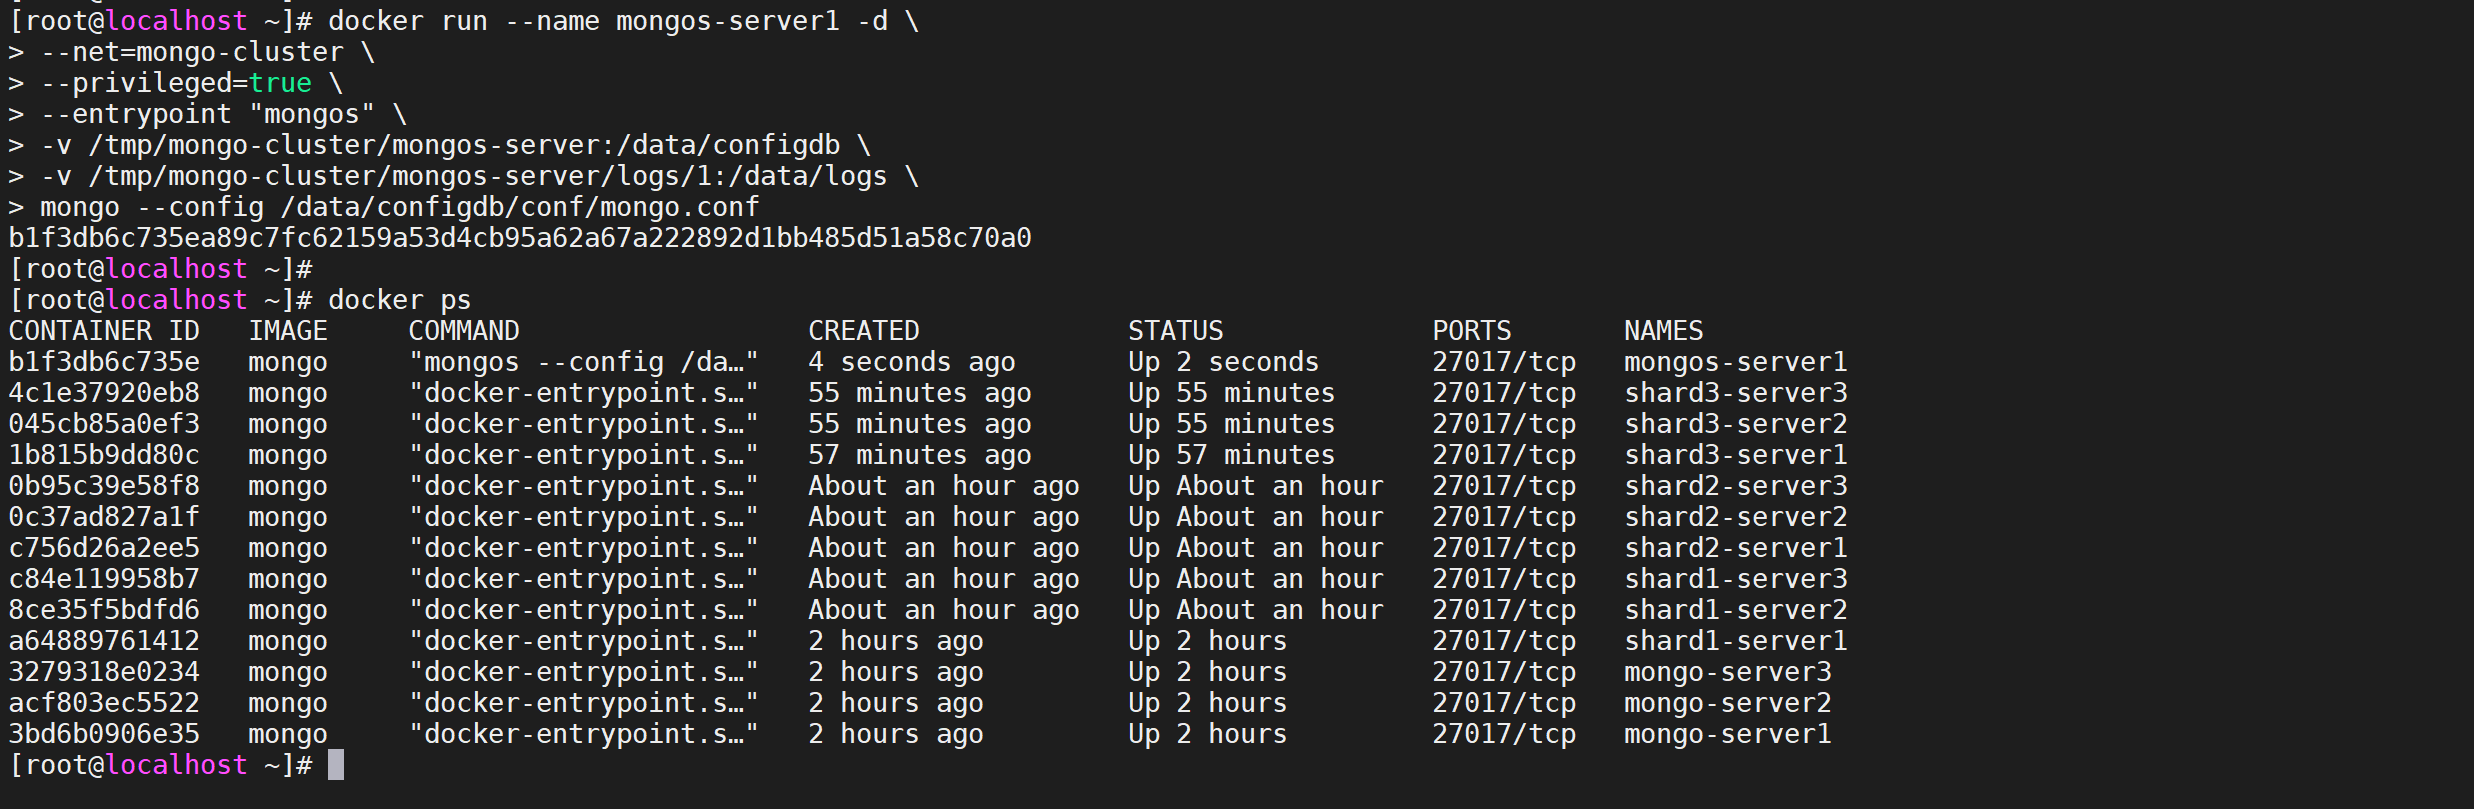 [root@localhost ~]# docker run --name mongos-server1 -d \
> --net=mongo-cluster \
> --privileged=true \
> --entrypoint "mongos" \
> -v /tmp/mongo-cluster/mongos-server:/data/configdb \
> -v /tmp/mongo-cluster/mongos-server/logs/1:/data/logs \
> mongo --config /data/configdb/conf/mongo.conf
b1f3db6c735ea89c7fc62159a53d4cb95a62a67a222892d1bb485d51a58c70a0
[root@localhost ~]#
[root@localhost ~]# docker ps
CONTAINER ID   IMAGE     COMMAND                  CREATED             STATUS             PORTS       NAMES
b1f3db6c735e   mongo     "mongos --config /da…"   4 seconds ago       Up 2 seconds       27017/tcp   mongos-server1
4c1e37920eb8   mongo     "docker-entrypoint.s…"   55 minutes ago      Up 55 minutes      27017/tcp   shard3-server3
045cb85a0ef3   mongo     "docker-entrypoint.s…"   55 minutes ago      Up 55 minutes      27017/tcp   shard3-server2
1b815b9dd80c   mongo     "docker-entrypoint.s…"   57 minutes ago      Up 57 minutes      27017/tcp   shard3-server1
0b95c39e58f8   mongo     "docker-entrypoint.s…"   About an hour ago   Up About an hour   27017/tcp   shard2-server3
0c37ad827a1f   mongo     "docker-entrypoint.s…"   About an hour ago   Up About an hour   27017/tcp   shard2-server2
c756d26a2ee5   mongo     "docker-entrypoint.s…"   About an hour ago   Up About an hour   27017/tcp   shard2-server1
c84e119958b7   mongo     "docker-entrypoint.s…"   About an hour ago   Up About an hour   27017/tcp   shard1-server3
8ce35f5bdfd6   mongo     "docker-entrypoint.s…"   About an hour ago   Up About an hour   27017/tcp   shard1-server2
a64889761412   mongo     "docker-entrypoint.s…"   2 hours ago         Up 2 hours         27017/tcp   shard1-server1
3279318e0234   mongo     "docker-entrypoint.s…"   2 hours ago         Up 2 hours         27017/tcp   mongo-server3
acf803ec5522   mongo     "docker-entrypoint.s…"   2 hours ago         Up 2 hours         27017/tcp   mongo-server2
3bd6b0906e35   mongo     "docker-entrypoint.s…"   2 hours ago         Up 2 hours         27017/tcp   mongo-server1
[root@localhost ~]#